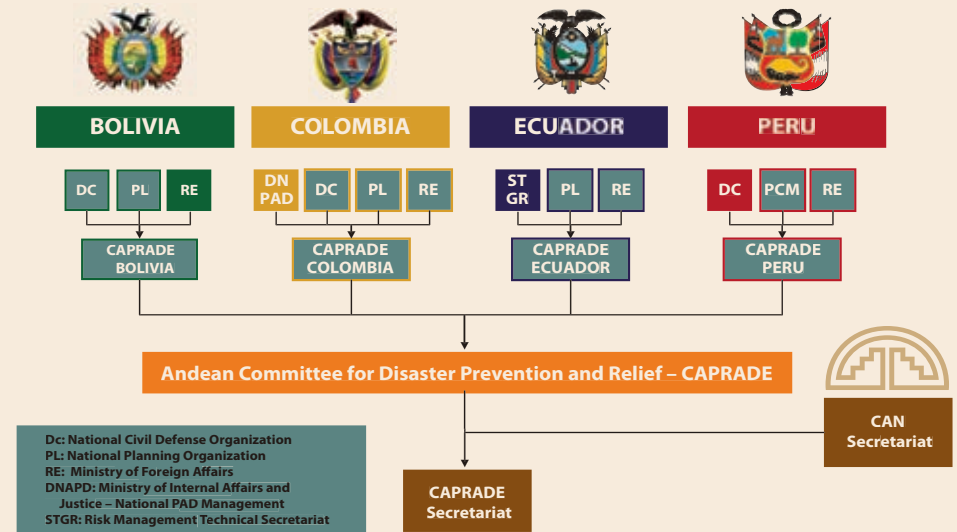 BOLIVIA
COLOMBIA
ECUADOR
PERU
DC
PL
RE
DN
PAD
DC
PL
RE
ST
GR
PL
RE
DC
PCM
RE
CAPRADE
BOLIVIA
CAPRADE
COLOMBIA
CAPRADE
ECUADOR
CAPRADE
PERU
Andean Committee for Disaster Prevention and Relief – CAPRADE
CAN
Secretariat
Dc: National Civil Defense Organization
PL: National Planning Organization
RE: Ministry of Foreign Affairs
DNAPD: Ministry of Internal Affairs and
Justice – National PAD Management
STGR: Risk Management Technical Secretariat
CAPRADE
Secretariat